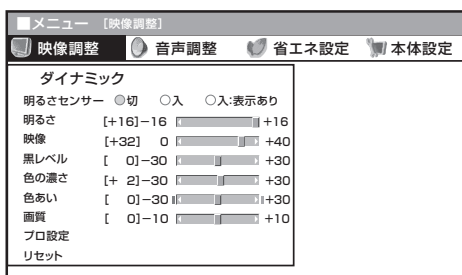 ■メニュー [映像調整]
映像調整 音声調整 省エネ設定 本体設定
ダイナミック
明るさセンサー ◎切 ○入 ○入:表示あり
明るさ [+16]−16 +16
映像 [+32] 0 +40
黒レベル [ 0]−30 +30
色の濃さ [+ 2]−30 +30
色あい [ 0]−30 +30
画質 [ 0]−10 +10
プロ設定
リセット